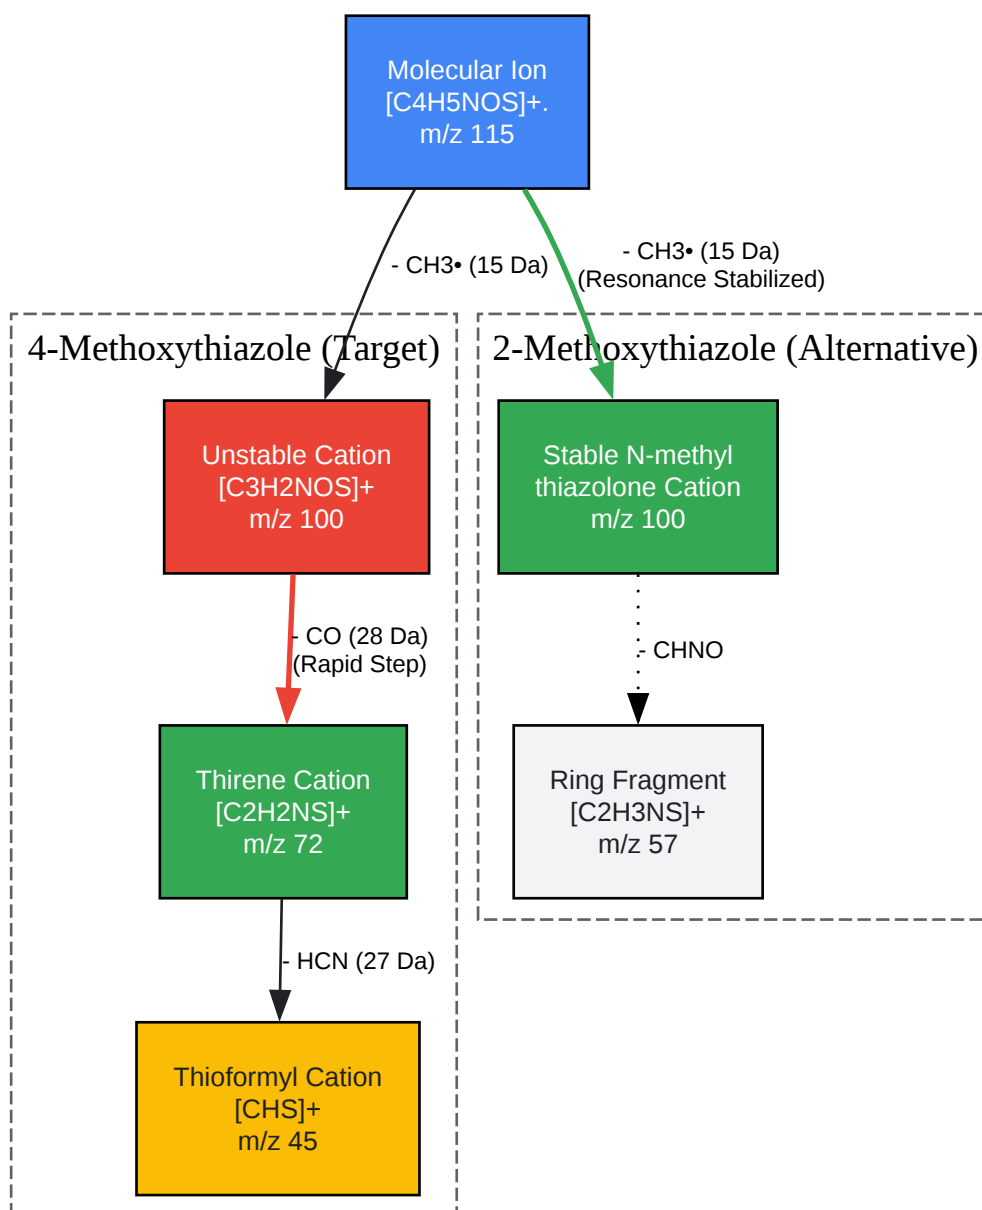 Molecular Ion
[C4H5NOS]+.
m/z 115
- CH3• (15 Da)
- CH3• (15 Da)
(Resonance Stabilized)
4-Methoxythiazole (Target)
2-Methoxythiazole (Alternative)
Unstable Cation
[C3H2NOS]+
m/z 100
Stable N-methyl
thiazolone Cation
m/z 100
- CO (28 Da)
(Rapid Step)
- CHNO
Thirene Cation
[C2H2NS]+
m/z 72
Ring Fragment
[C2H3NS]+
m/z 57
- HCN (27 Da)
Thioformyl Cation
[CHS]+
m/z 45